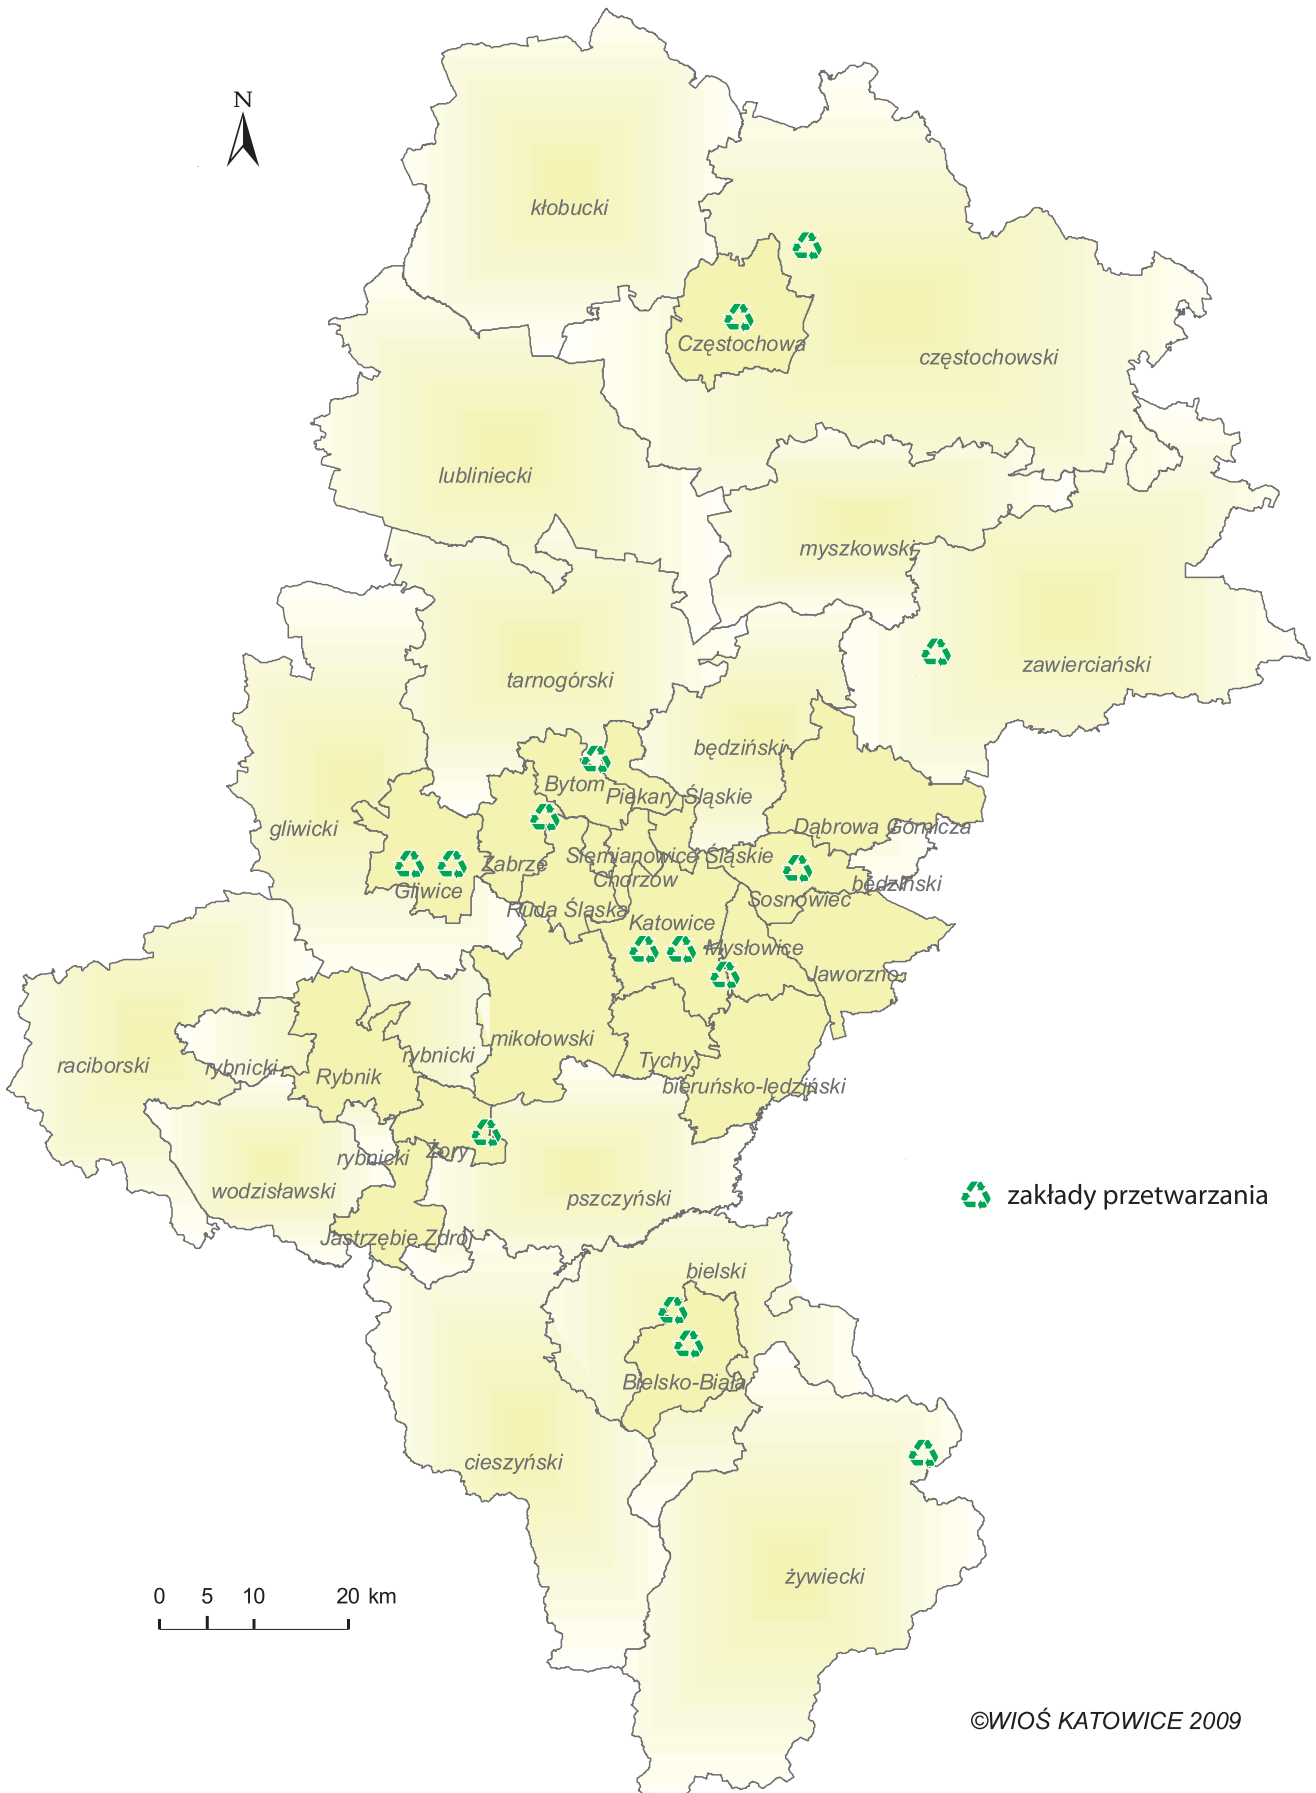 N
kłobucki
Częstochowa
częstochowski
lubliniecki
myszkowski
zawierciański
tarnogórski
będziński
Bytom
Piekary Śląskie
gliwicki
Dąbrowa Górnicza
Siemianowice Śląskie
Zabrze
Chorzów
będziński
Gliwice
Sosnowiec
Ruda Śląska
Katowice
Mysłowice
Jaworzno
mikołowski
rybnicki
Tychy
raciborski
rybnicki
Rybnik
bieruńsko-lędziński
Żory
rybnicki
wodzisławski
pszczyński
zakłady przetwarzania
Jastrzębie Zdrój
bielski
Bielsko-Biała
cieszyński
żywiecki
0 5 10 20 km
©WIOŚ KATOWICE 2009